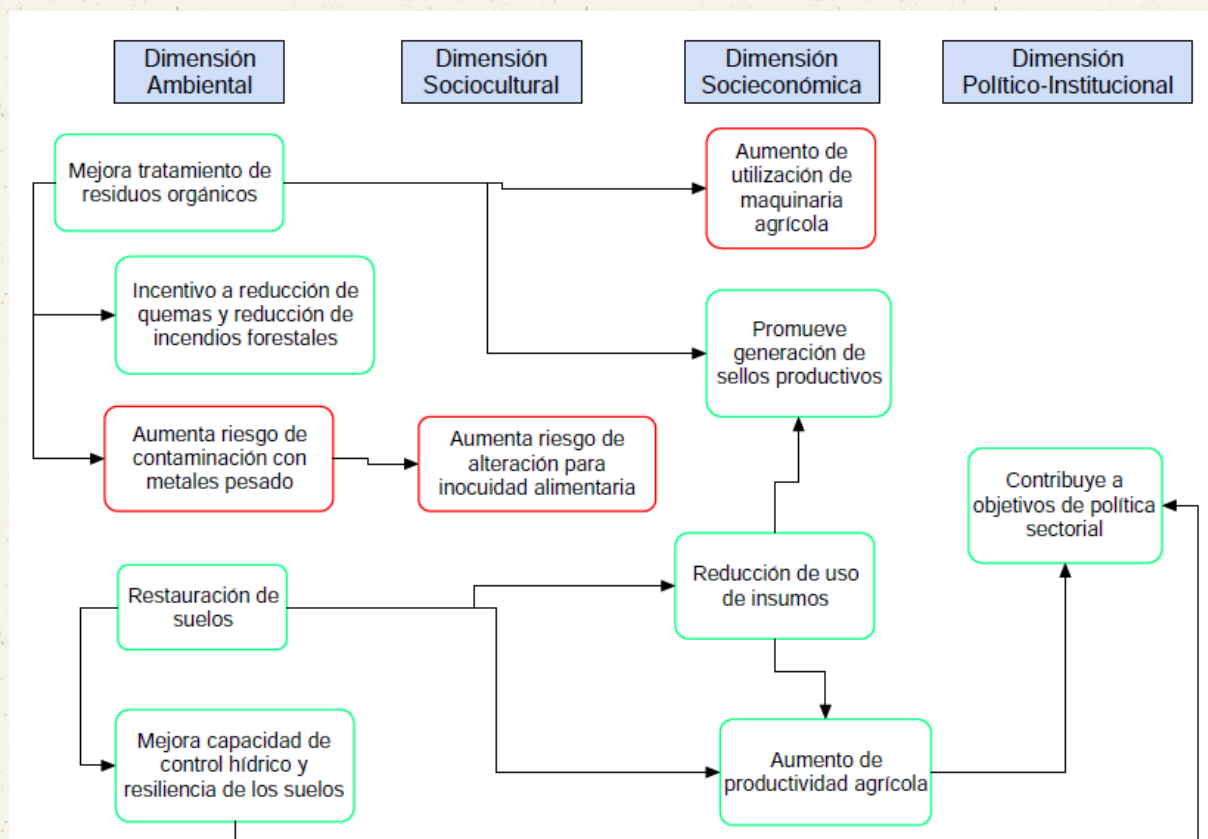 Dimensión
Ambiental
Dimensión
Sociocultural
Dimensión
Socieconómica
Dimensión
Político-Institucional
Mejora tratamiento de
residuos orgánicos
Aumento de
utilización de
maquinaria
agrícola
Incentivo a reducción de
quemas y reducción de
incendios forestales
Promueve
generación de
sellos productivos
Aumenta riesgo de
contaminación con
metales pesado
Aumenta riesgo de
alteración para
inocuidad alimentaria
Contribuye a
objetivos de política
sectorial
Restauración de
suelos
Reducción de uso
de insumos
Mejora capacidad de
control hídrico y
resiliencia de los suelos
Aumento de
productividad agrícola